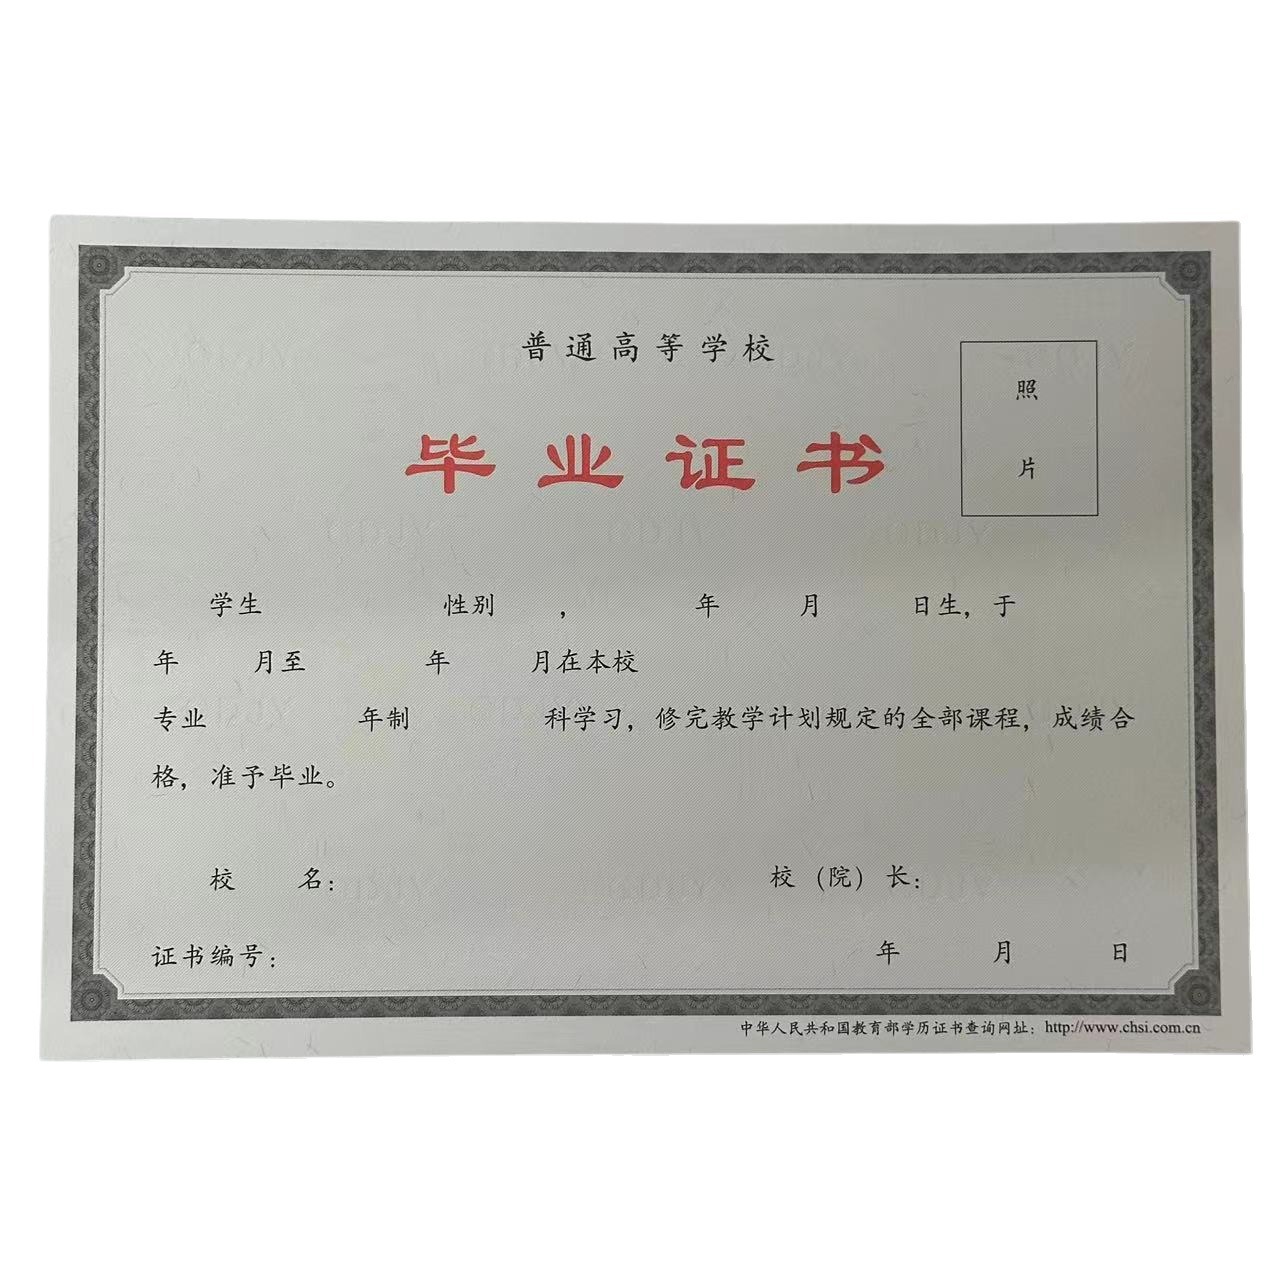 普通高等学校
毕业证书
照
片
学生 性别 , 年 月 日生，于
年 月至 年 月在本校
专业 年制 科学习，修完教学计划规定的全部课程，成绩合
格，准予毕业。
校 名： 校（院）长：
证书编号： 年 月 日
中华人民共和国教育部学历证书查询网址：http://www.chsi.com.cn